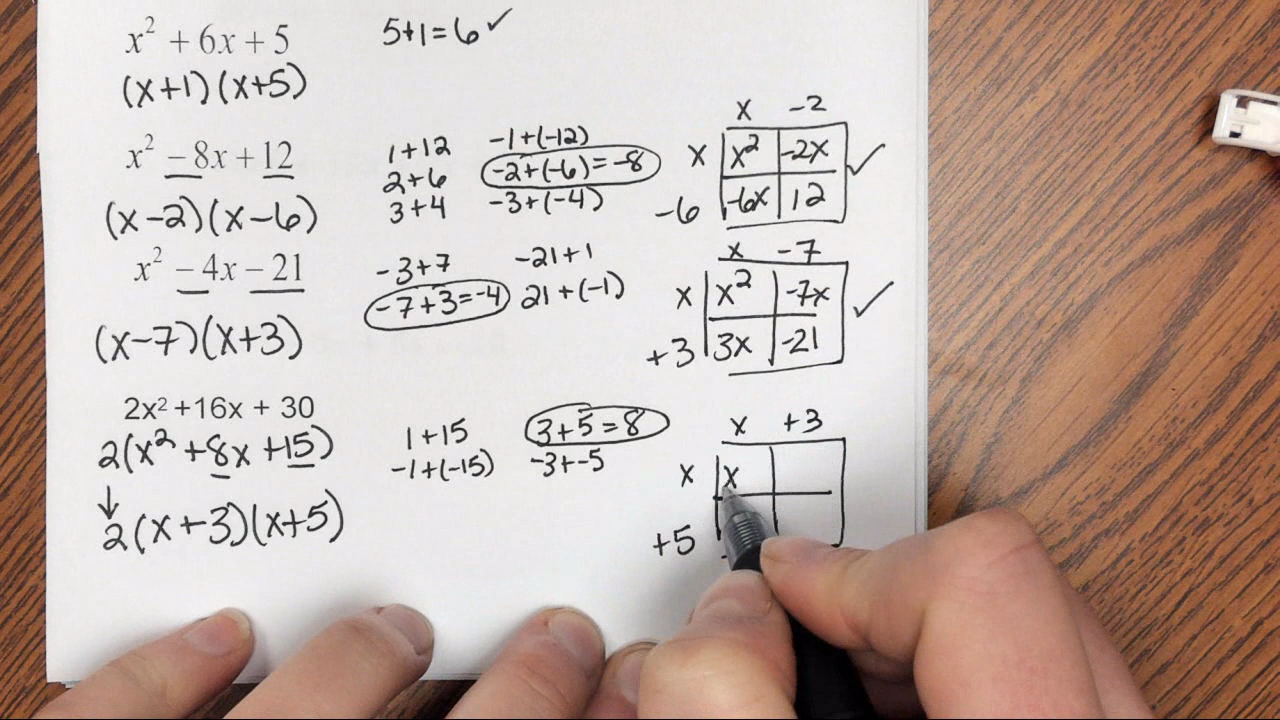 x² + 6x + 5
5+1=6 ✓
(x+1)(x+5)
x -2
x² - 8x + 12
1+12
-1+(-12)
x x² -2x ✓
2+6
-2+(-6)=-8
(x-2)(x-6)
3+4
-3+(-4)
-6 -6x 12
x² - 4x - 21
-3+7
-21+1
x -7
-7+3=-4
21+(-1)
x x² -7x ✓
(x-7)(x+3)
+3 3x -21
2x² +16x + 30
1+15
3+5=8
x +3
2(x² +8x +15)
-1+(-15)
-3+-5
x x
↓
2(x+3)(x+5)
+5